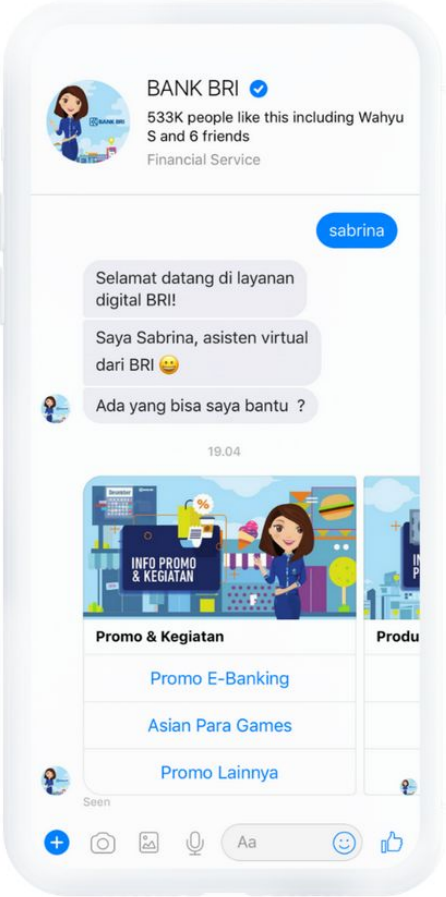 BANK BRI
BANK BRI
533K people like this including Wahyu
S and 6 friends
Financial Service
sabrina
Selamat datang di layanan
digital BRI!
Saya Sabrina, asisten virtual
dari BRI 😀
Ada yang bisa saya bantu ?
19.04
%
INFO PROMO
& KEGIATAN
Promo & Kegiatan
Produ
Promo E-Banking
Asian Para Games
Promo Lainnya
Seen
Aa